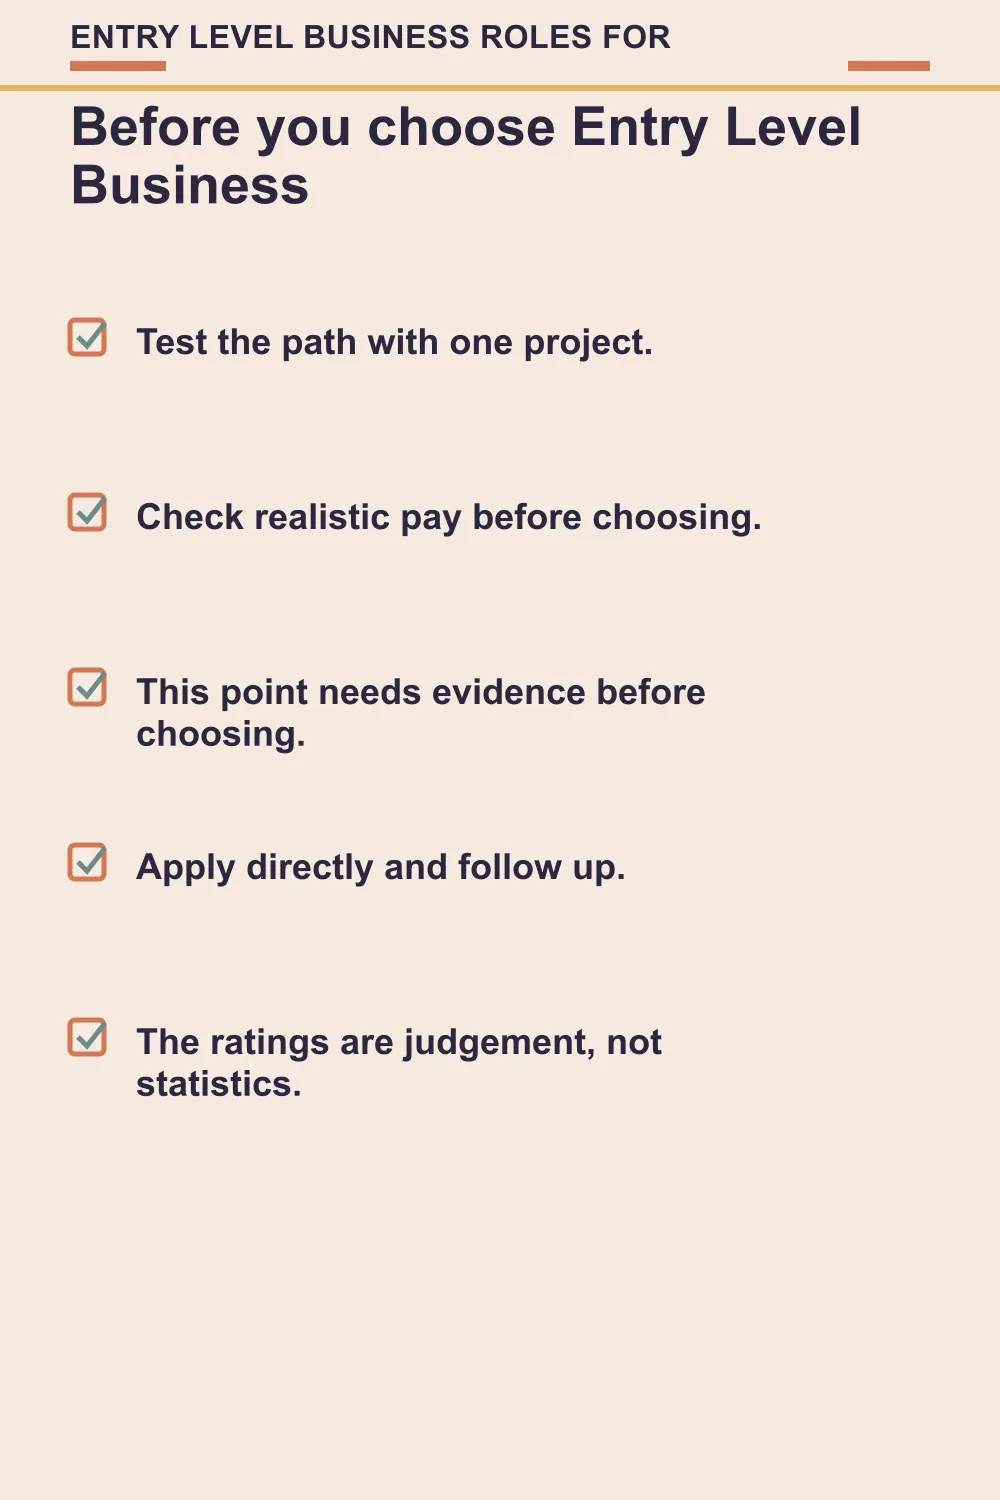 ENTRY LEVEL BUSINESS ROLES FOR
Before you choose Entry Level
Business
Test the path with one project.
Check realistic pay before choosing.
This point needs evidence before
choosing.
Apply directly and follow up.
The ratings are judgement, not
statistics.